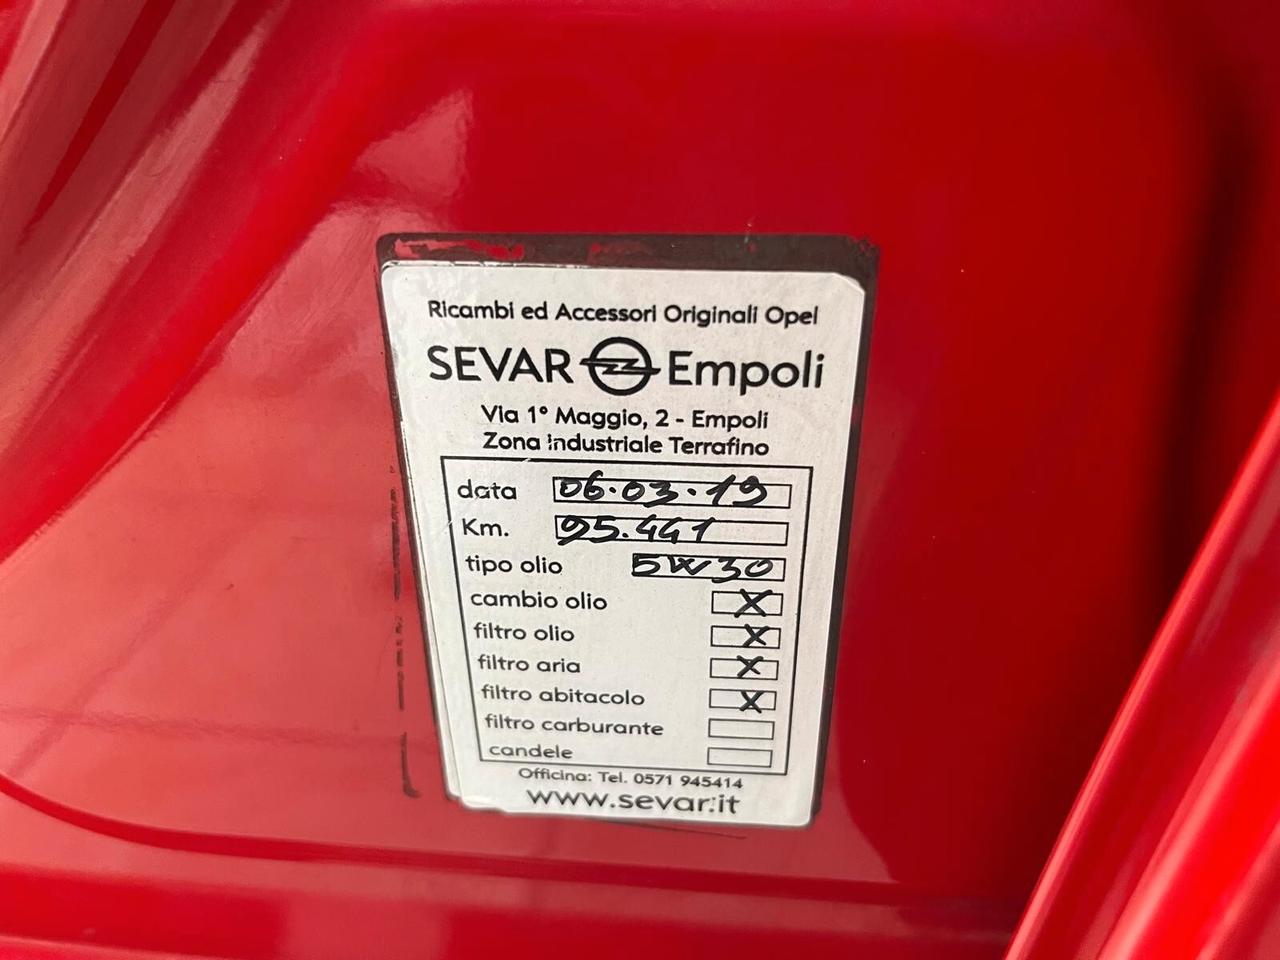 Ricambi ed Accessori Originali Opel
SEVAR Empoli
Via 1° Maggio, 2 - Empoli
Zona Industriale Terrafino
data 06.03.19
Km. 95.441
tipo olio 5W30
cambio olio X
filtro olio X
filtro aria X
filtro abitacolo X
filtro carburante
candele
Officina: Tel. 0571 945414
www.sevar.it